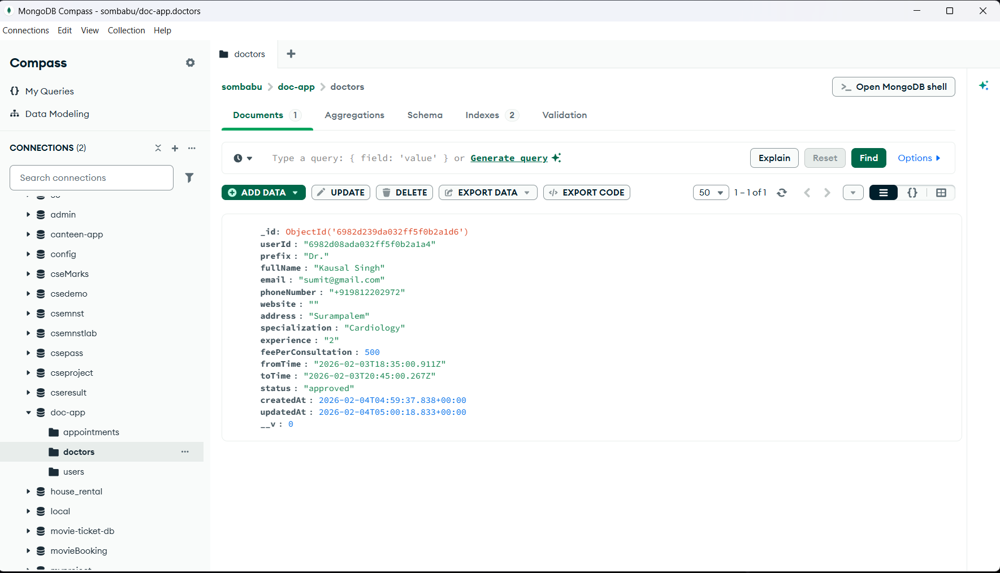 MongoDB Compass - sombabu/doc-app.doctors
Connections Edit View Collection Help
Compass
My Queries
Data Modeling
CONNECTIONS (2)
Search connections
admin
canteen-app
config
cseMarks
csedemo
csemnst
csemnstlab
csepass
cseproject
cseresult
doc-app
appointments
doctors
users
house_rental
local
movie-ticket-db
movieBooking
doctors
sombabu doc-app doctors
Open MongoDB shell
Documents 1 Aggregations Schema Indexes 2 Validation
Type a query: { field: 'value' } or Generate query
Explain Reset Find Options
ADD DATA UPDATE DELETE EXPORT DATA EXPORT CODE 50 1 – 1 of 1
_id: ObjectId('6982d239da032ff5f0b2a1d6')
userId : "6982d08ada032ff5f0b2a1a4"
prefix : "Dr."
fullName : "Kausal Singh"
email : "sumit@gmail.com"
phoneNumber : "+919812202972"
website : ""
address : "Surampalem"
specialization : "Cardiology"
experience : "2"
feePerConsultation : 500
fromTime : "2026-02-03T18:35:00.911Z"
toTime : "2026-02-03T20:45:00.267Z"
status : "approved"
createdAt : 2026-02-04T04:59:37.838+00:00
updatedAt : 2026-02-04T05:00:18.833+00:00
__v : 0